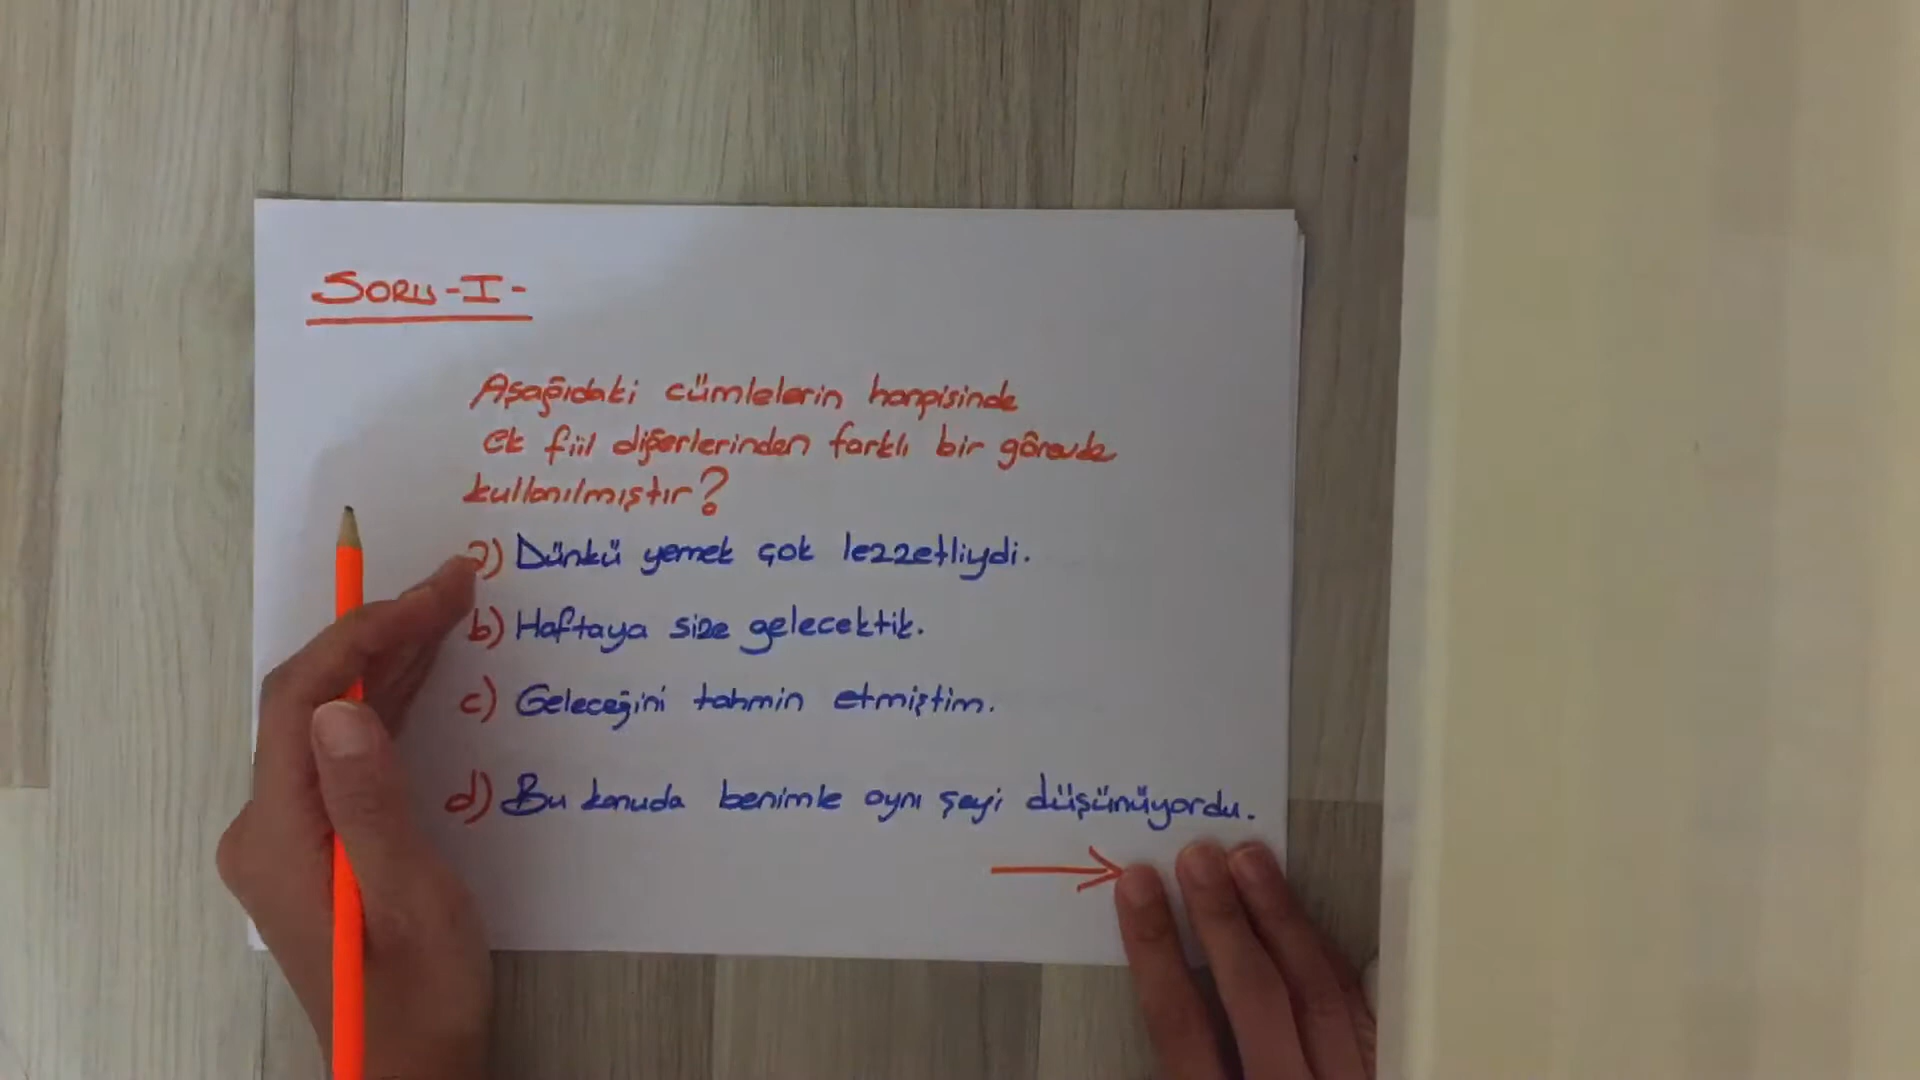 SORU -I-
Aşağıdaki cümlelerin hangisinde
ek fiil diğerlerinden farklı bir görevde
kullanılmıştır?
a) Dünkü yemek çok lezzetliydi.
b) Haftaya size gelecektik.
c) Geleceğini tahmin etmiştim.
d) Bu konuda benimle aynı şeyi düşünüyordu.